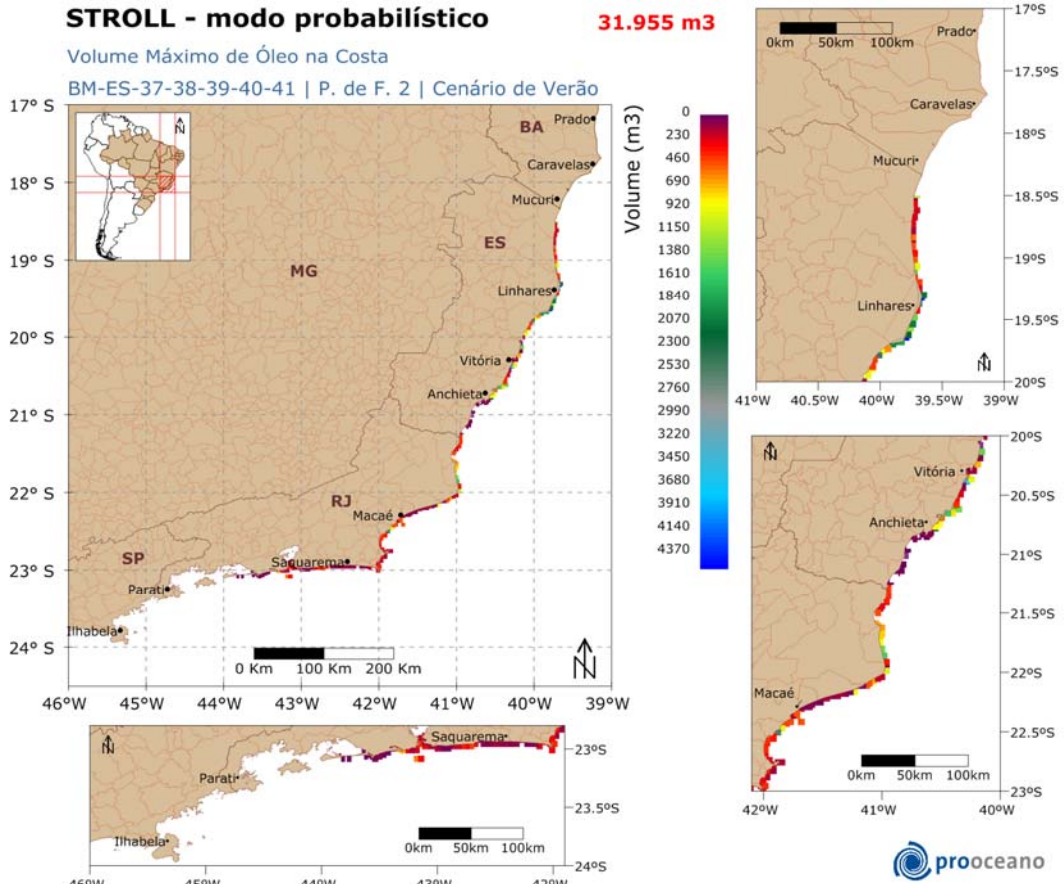 STROLL - modo probabilístico
31.955 m3
Volume Máximo de Óleo na Costa
BM-ES-37-38-39-40-41 | P. de F. 2 | Cenário de Verão
17° S
18° S
19° S
20° S
21° S
22° S
23° S
24° S
46°W 45°W 44°W 43°W 42°W 41°W 40°W 39°W
N
BA
Prado
Caravelas
Mucuri
ES
MG
Linhares
Vitória
Anchieta
RJ
Macaé
SP
Saquarema
Parati
Ilhabela
0 Km 100 Km 200 Km
N
Volume (m3)
0
230
460
690
920
1150
1380
1610
1840
2070
2300
2530
2760
2990
3220
3450
3680
3910
4140
4370
0km 50km 100km
Prado
Caravelas
Mucuri
Linhares
N
17°S
17.5°S
18°S
18.5°S
19°S
19.5°S
20°S
41°W 40.5°W 40°W 39.5°W 39°W
N
Vitória
Anchieta
Macaé
0km 50km 100km
20°S
20.5°S
21°S
21.5°S
22°S
22.5°S
23°S
42°W 41°W 40°W
N
Saquarema
Parati
Ilhabela
0km 50km 100km
23°S
23.5°S
24°S
prooceano